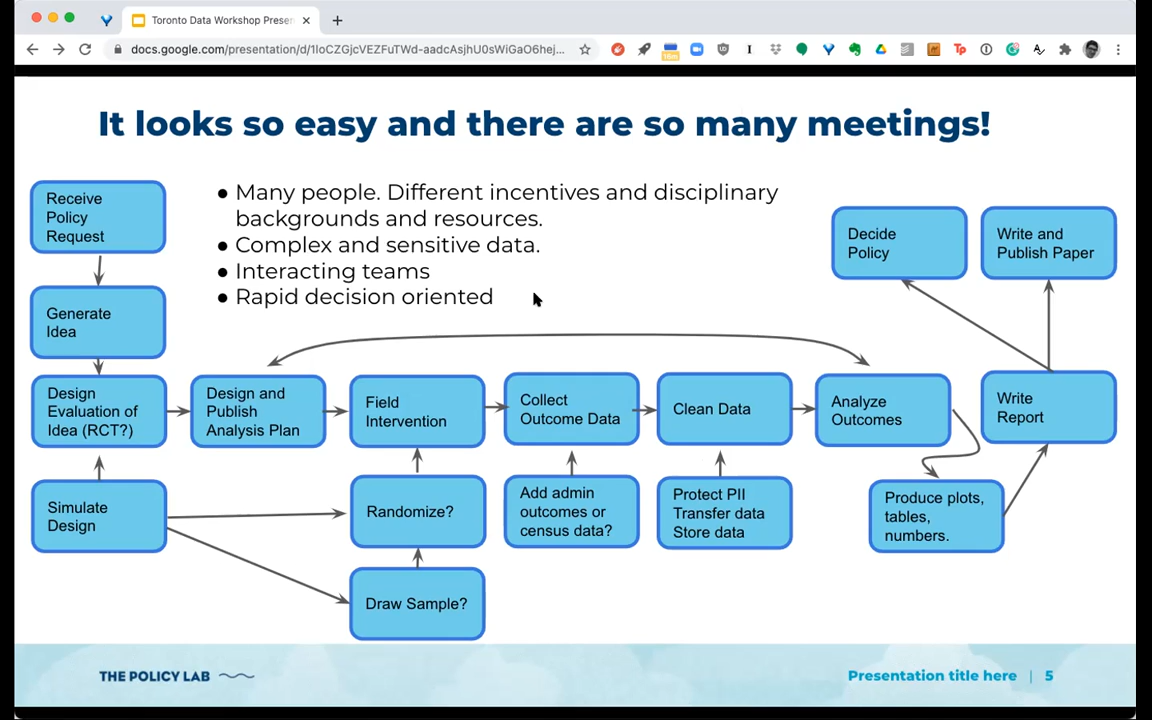 Toronto Data Workshop Presen
docs.google.com/presentation/d/1loCZGjcVEZFuTWd-aadcAsjhU0sWiGaO6hej...
It looks so easy and there are so many meetings!
● Many people. Different incentives and disciplinary
backgrounds and resources.
● Complex and sensitive data.
● Interacting teams
● Rapid decision oriented
Receive
Policy
Request
Generate
Idea
Decide
Policy
Write and
Publish Paper
Design
Evaluation of
Idea (RCT?)
Design and
Publish
Analysis Plan
Field
Intervention
Collect
Outcome Data
Clean Data
Analyze
Outcomes
Write
Report
Simulate
Design
Randomize?
Add admin
outcomes or
census data?
Protect PII
Transfer data
Store data
Produce plots,
tables,
numbers.
Draw Sample?
THE POLICY LAB
Presentation title here | 5